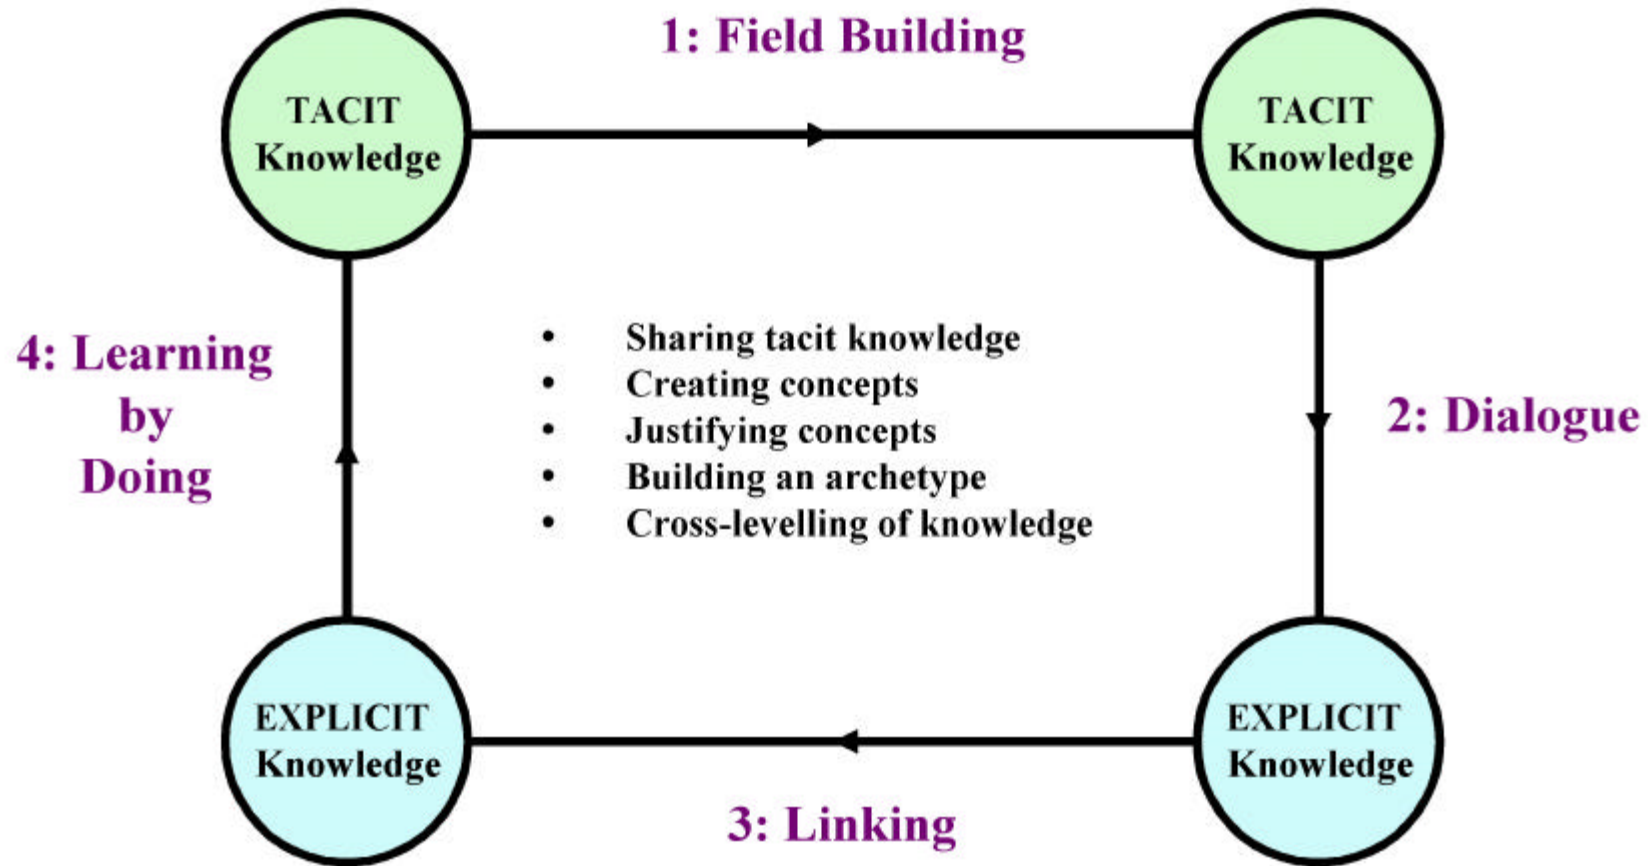 1: Field Building
TACIT
Knowledge
TACIT
Knowledge
4: Learning
by
Doing
• Sharing tacit knowledge
• Creating concepts
• Justifying concepts
• Building an archetype
• Cross-levelling of knowledge
2: Dialogue
EXPLICIT
Knowledge
EXPLICIT
Knowledge
3: Linking